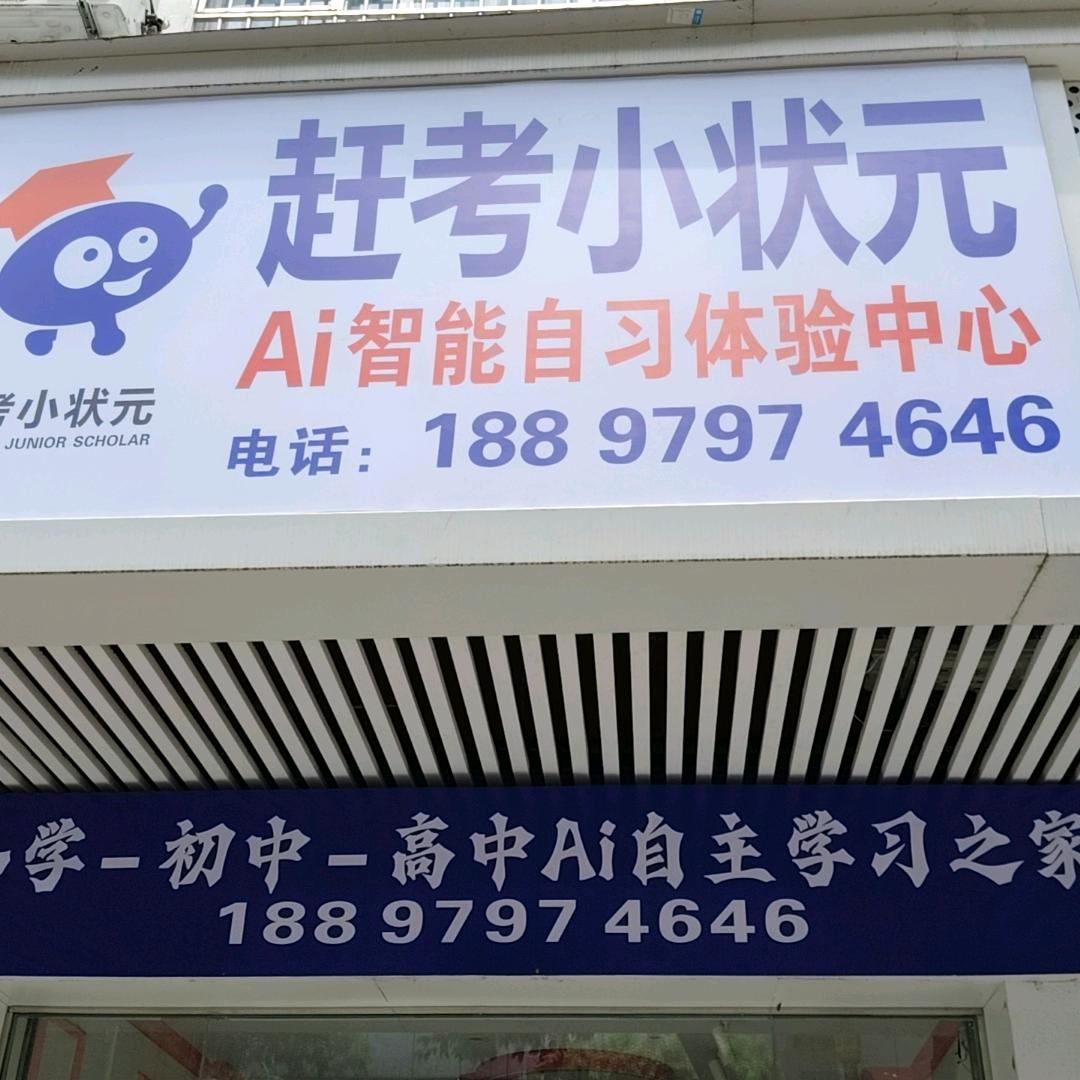 赶考小状元
Ai智能自习体验中心
电话：188 9797 4646
考小状元
JUNIOR SCHOLAR
学-初中-高中Ai自主学习之家
188 9797 4646